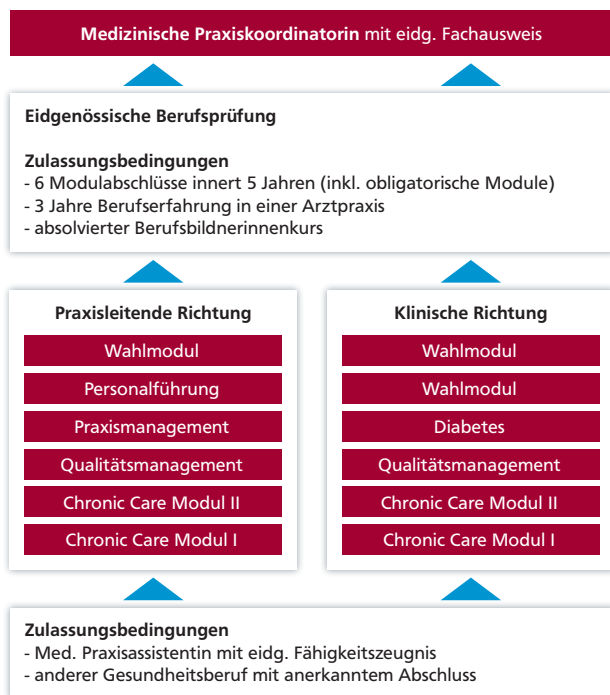 Medizinische Praxiskoordinatorin mit eidg. Fachausweis
Eidgenössische Berufsprüfung
Zulassungsbedingungen
- 6 Modulabschlüsse innert 5 Jahren (inkl. obligatorische Module)
- 3 Jahre Berufserfahrung in einer Arztpraxis
- absolvierter Berufsbildnerinnenkurs
Praxisleitende Richtung
Wahlmodul
Personalführung
Praxismanagement
Qualitätsmanagement
Chronic Care Modul II
Chronic Care Modul I
Klinische Richtung
Wahlmodul
Wahlmodul
Diabetes
Qualitätsmanagement
Chronic Care Modul II
Chronic Care Modul I
Zulassungsbedingungen
- Med. Praxisassistentin mit eidg. Fähigkeitszeugnis
- anderer Gesundheitsberuf mit anerkanntem Abschluss